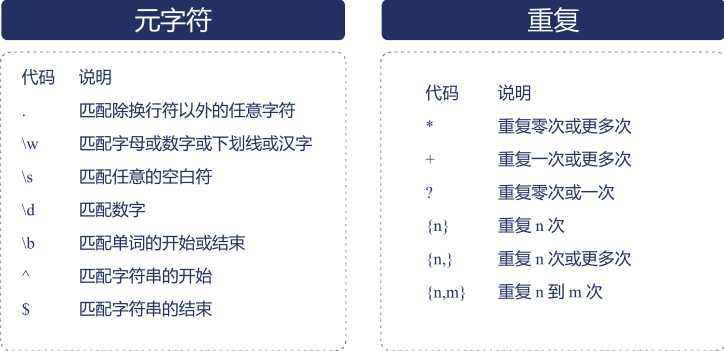 元字符
代码 说明
. 匹配除换行符以外的任意字符
\w 匹配字母或数字或下划线或汉字
\s 匹配任意的空白符
\d 匹配数字
\b 匹配单词的开始或结束
^ 匹配字符串的开始
$ 匹配字符串的结束
重复
代码 说明
* 重复零次或更多次
+ 重复一次或更多次
? 重复零次或一次
{n} 重复 n 次
{n,} 重复 n 次或更多次
{n,m} 重复 n 到 m 次